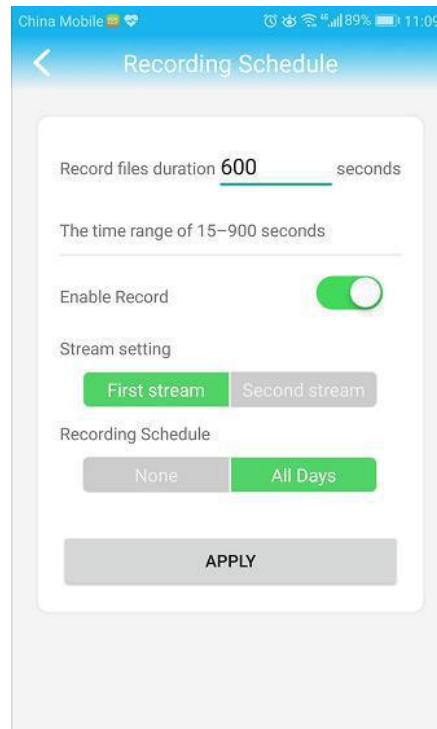 China Mobile 4G 89% 11:09
Recording Schedule
Record files duration 600 seconds
The time range of 15-900 seconds
Enable Record
Stream setting
First stream Second stream
Recording Schedule
None All Days
APPLY